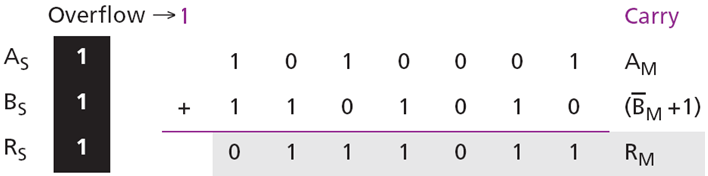 Overflow → 1 Carry
AS 1 1 0 1 0 0 0 1 AM
BS 1 + 1 1 0 1 0 1 0 (B̅M +1)
RS 1 0 1 1 1 0 1 1 RM